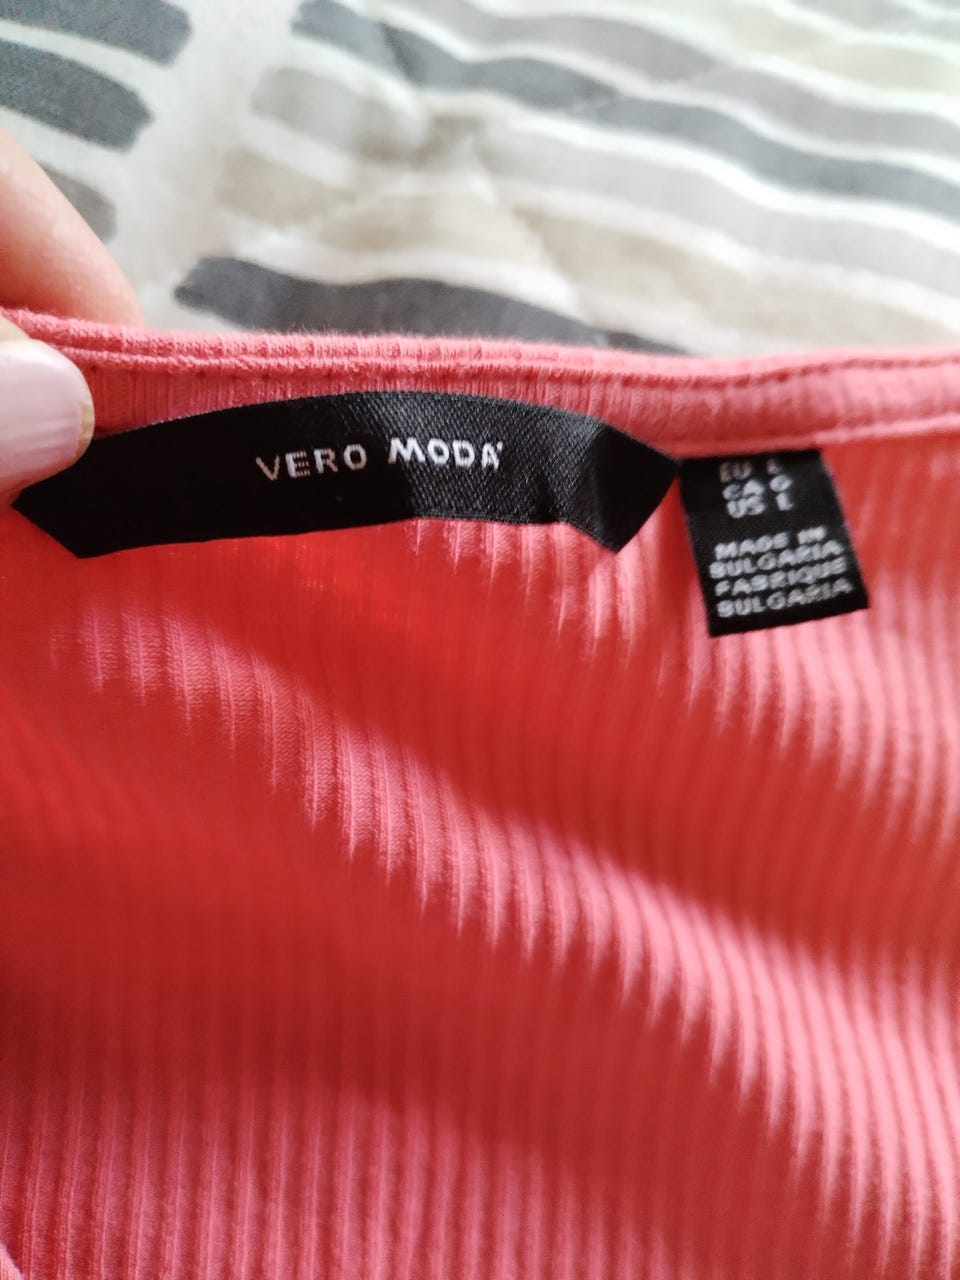 VERO MODA
EU L
CA G
US L
MADE IN
BULGARIA
FABRIQUE
BULGARIA